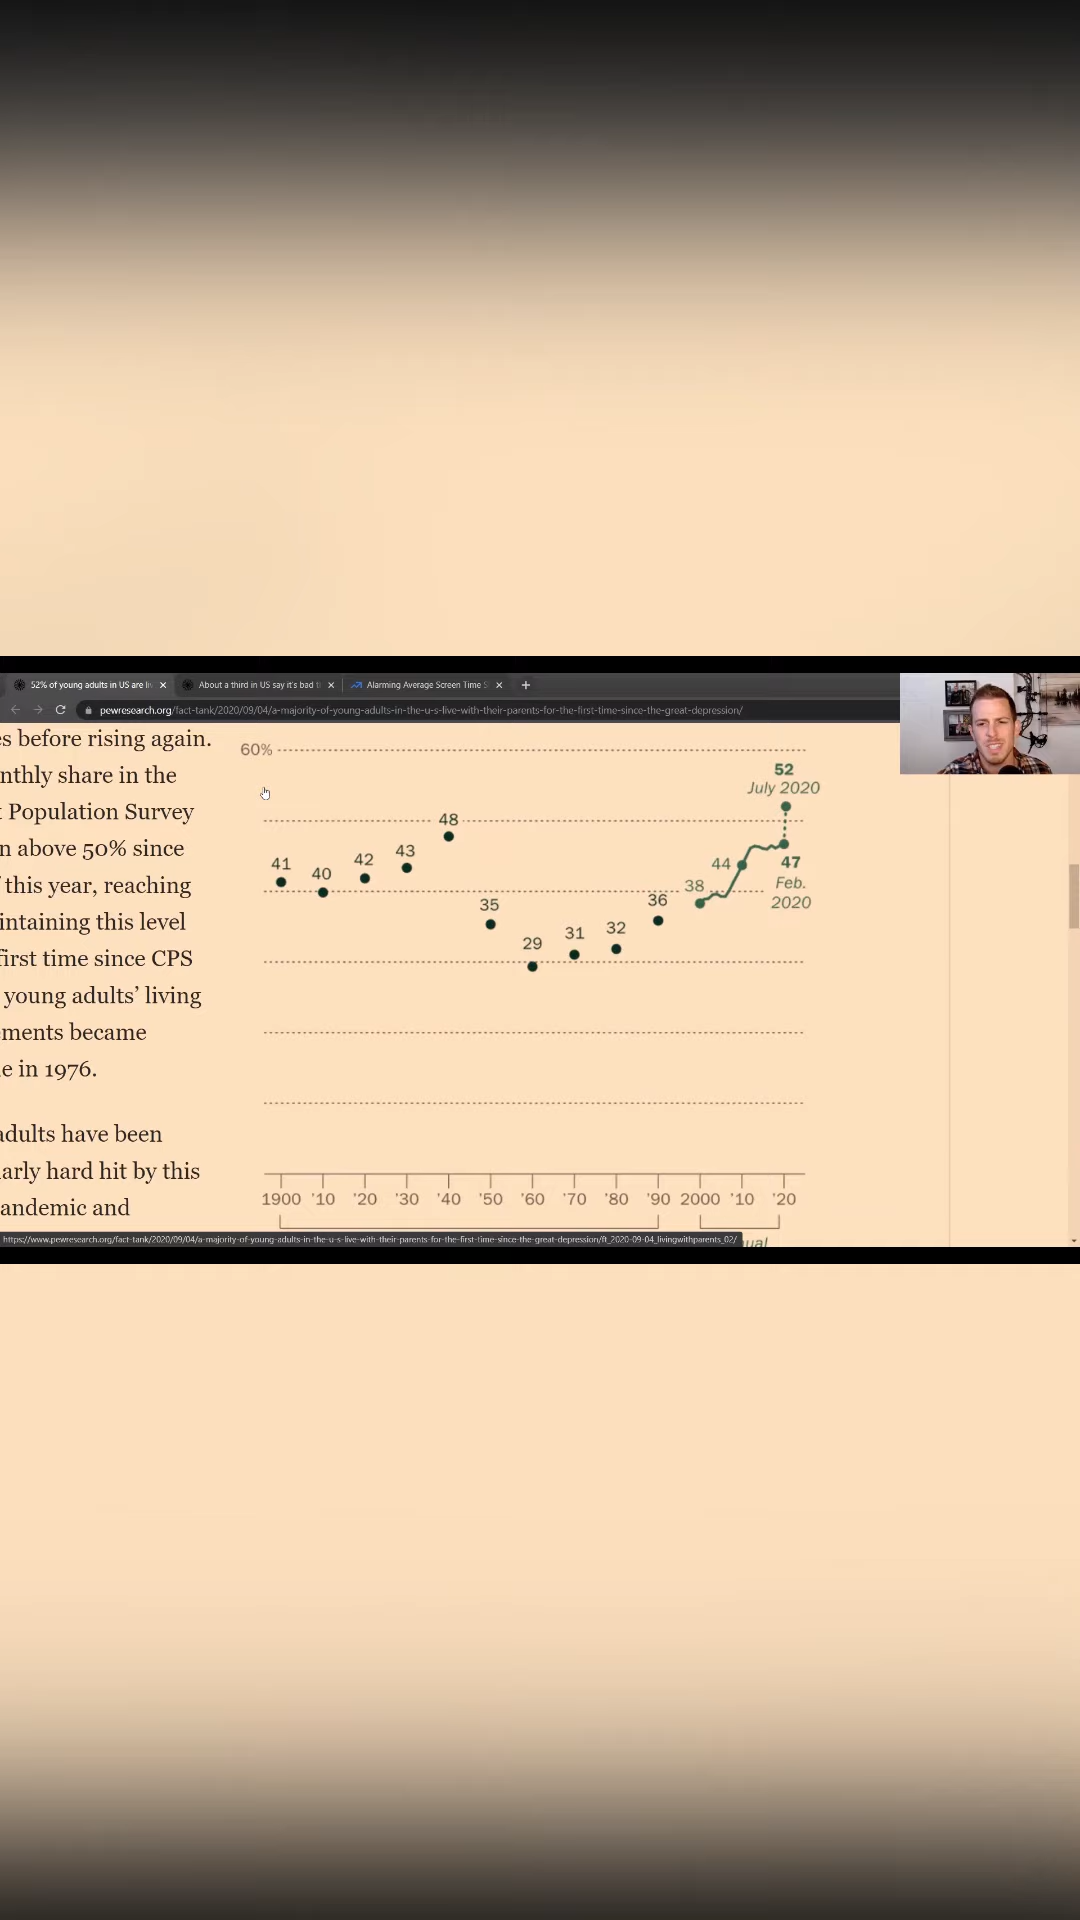 52% of young adults in US are li
About a third in US say it's bad t
Alarming Average Screen Time S
pewresearch.org/fact-tank/2020/09/04/a-majority-of-young-adults-in-the-u-s-live-with-their-parents-for-the-first-time-since-the-great-depression/
es before rising again.
nthly share in the
Population Survey
n above 50% since
f this year, reaching
intaining this level
first time since CPS
young adults' living
ements became
e in 1976.
adults have been
larly hard hit by this
andemic and
60%
52
July 2020
48
41
40
42
43
35
29
31
32
36
38
44
47
Feb.
2020
1900 '10 '20 '30 '40 '50 '60 '70 '80 '90 2000 '10 '20
https://www.pewresearch.org/fact-tank/2020/09/04/a-majority-of-young-adults-in-the-u-s-live-with-their-parents-for-the-first-time-since-the-great-depression/ft_2020-09-04_livingwithparents_02/